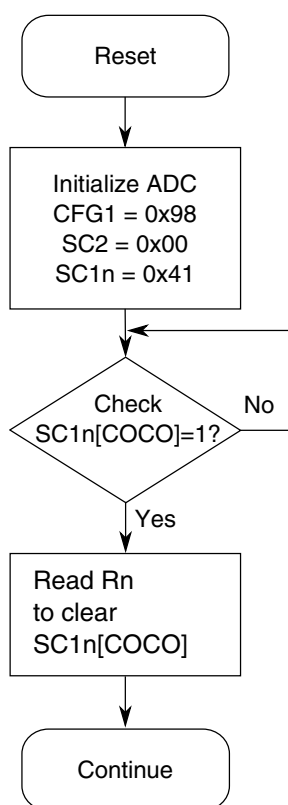 Reset
Initialize ADC
CFG1 = 0x98
SC2 = 0x00
SC1n = 0x41
Check
SC1n[COCO]=1?
No
Yes
Read Rn
to clear
SC1n[COCO]
Continue